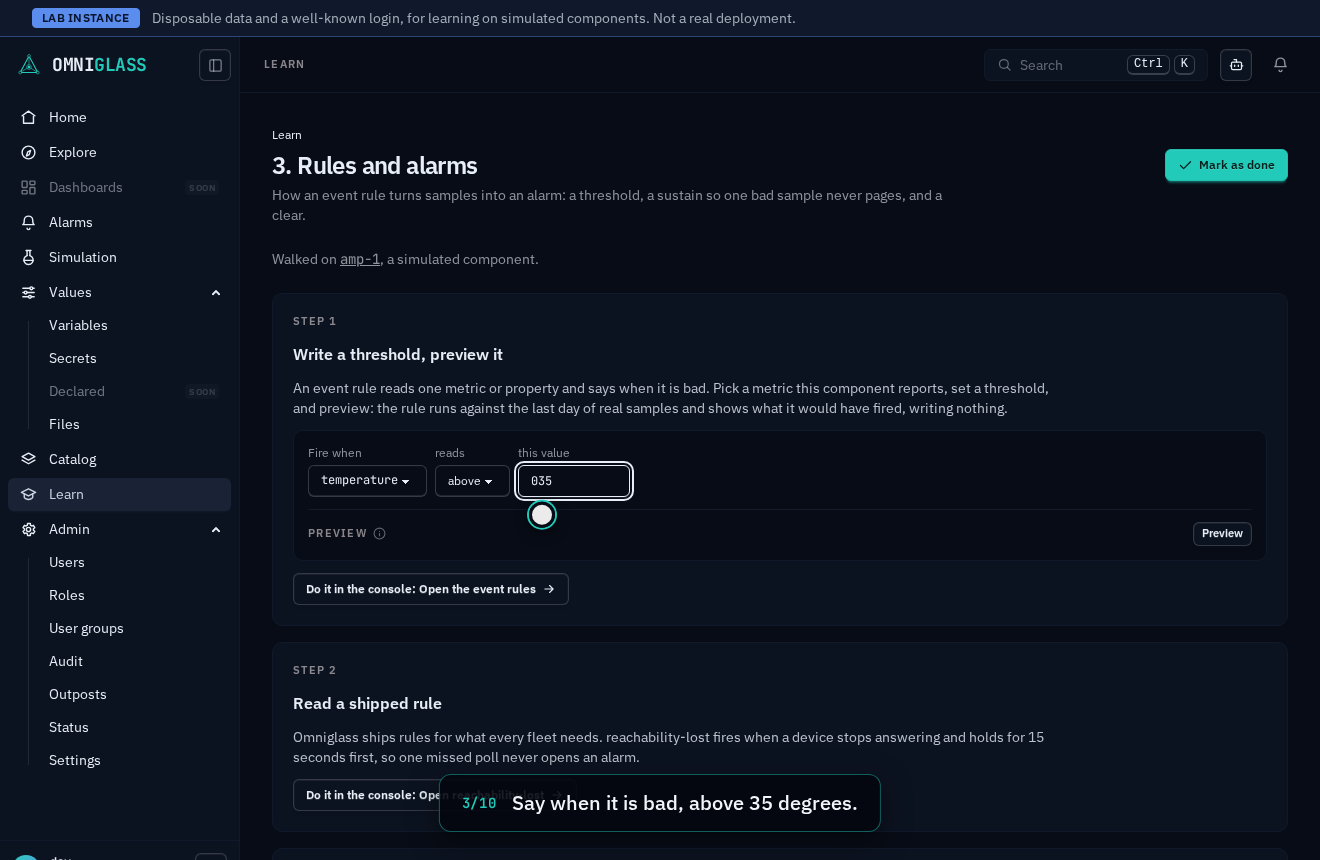 LAB INSTANCE Disposable data and a well-known login, for learning on simulated components. Not a real deployment.
OMNIGLASS
LEARN
Search Ctrl K
Home
Explore
Dashboards SOON
Alarms
Simulation
Values
Variables
Secrets
Declared SOON
Files
Catalog
Learn
Admin
Users
Roles
User groups
Audit
Outposts
Status
Settings
Learn
3. Rules and alarms
Mark as done
How an event rule turns samples into an alarm: a threshold, a sustain so one bad sample never pages, and a
clear.
Walked on amp-1, a simulated component.
STEP 1
Write a threshold, preview it
An event rule reads one metric or property and says when it is bad. Pick a metric this component reports, set a threshold,
and preview: the rule runs against the last day of real samples and shows what it would have fired, writing nothing.
Fire when reads this value
temperature above 035
PREVIEW Preview
Do it in the console: Open the event rules
STEP 2
Read a shipped rule
Omniglass ships rules for what every fleet needs. reachability-lost fires when a device stops answering and holds for 15
seconds first, so one missed poll never opens an alarm.
Do it in the console: Open reachability-lost
3/10 Say when it is bad, above 35 degrees.